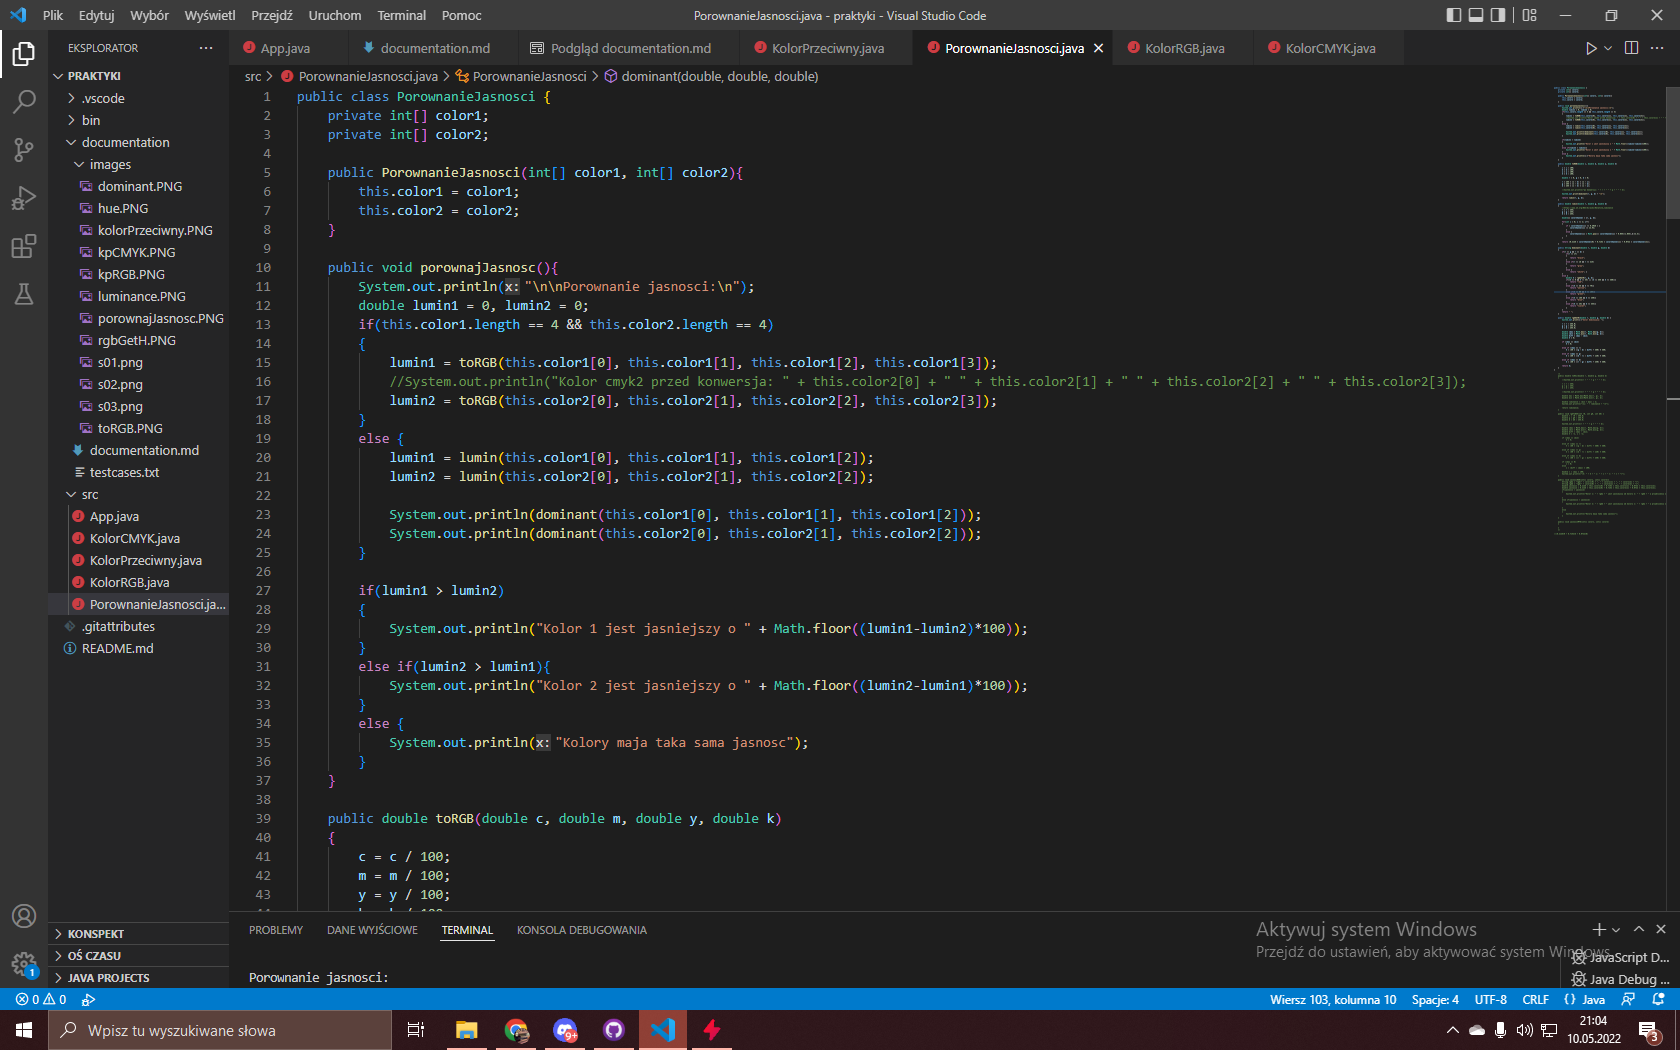 Plik Edytuj Wybór Wyświetl Przejdź Uruchom Terminal Pomoc
PorownanieJasnosci.java - praktyki - Visual Studio Code
EKSPLORATOR
App.java
documentation.md
Podgląd documentation.md
KolorPrzeciwny.java
PorownanieJasnosci.java
KolorRGB.java
KolorCMYK.java
src > PorownanieJasnosci.java > PorownanieJasnosci > dominant(double, double, double)
PRAKTYKI
.vscode
bin
documentation
images
dominant.PNG
hue.PNG
kolorPrzeciwny.PNG
kpCMYK.PNG
kpRGB.PNG
luminance.PNG
porownajJasnosc.PNG
rgbGetH.PNG
s01.png
s02.png
s03.png
toRGB.PNG
documentation.md
testcases.txt
src
App.java
KolorCMYK.java
KolorPrzeciwny.java
KolorRGB.java
PorownanieJasnosci.ja...
.gitattributes
README.md
KONSPEKT
OŚ CZASU
JAVA PROJECTS
1 public class PorownanieJasnosci {
2 private int[] color1;
3 private int[] color2;
4
5 public PorownanieJasnosci(int[] color1, int[] color2){
6 this.color1 = color1;
7 this.color2 = color2;
8 }
9
10 public void porownajJasnosc(){
11 System.out.println(x: "\n\nPorownanie jasnosci:\n");
12 double lumin1 = 0, lumin2 = 0;
13 if(this.color1.length == 4 && this.color2.length == 4)
14 {
15 lumin1 = toRGB(this.color1[0], this.color1[1], this.color1[2], this.color1[3]);
16 //System.out.println("Kolor cmyk2 przed konwersja: " + this.color2[0] + " " + this.color2[1] + " " + this.color2[2] + " " + this.color2[3]);
17 lumin2 = toRGB(this.color2[0], this.color2[1], this.color2[2], this.color2[3]);
18 }
19 else {
20 lumin1 = lumin(this.color1[0], this.color1[1], this.color1[2]);
21 lumin2 = lumin(this.color2[0], this.color2[1], this.color2[2]);
22
23 System.out.println(dominant(this.color1[0], this.color1[1], this.color1[2]));
24 System.out.println(dominant(this.color2[0], this.color2[1], this.color2[2]));
25 }
26
27 if(lumin1 > lumin2)
28 {
29 System.out.println("Kolor 1 jest jasniejszy o " + Math.floor((lumin1-lumin2)*100));
30 }
31 else if(lumin2 > lumin1){
32 System.out.println("Kolor 2 jest jasniejszy o " + Math.floor((lumin2-lumin1)*100));
33 }
34 else {
35 System.out.println(x: "Kolory maja taka sama jasnosc");
36 }
37 }
38
39 public double toRGB(double c, double m, double y, double k)
40 {
41 c = c / 100;
42 m = m / 100;
43 y = y / 100;
PROBLEMY DANE WYJŚCIOWE TERMINAL KONSOLA DEBUGOWANIA
Porownanie jasnosci:
Aktywuj system Windows
Przejdź do ustawień, aby aktywować system Windows.
JavaScript D...
Java Debug ...
1
0 0
Wiersz 103, kolumna 10 Spacje: 4 UTF-8 CRLF {} Java
Wpisz tu wyszukiwane słowa
9+
21:04
10.05.2022
3